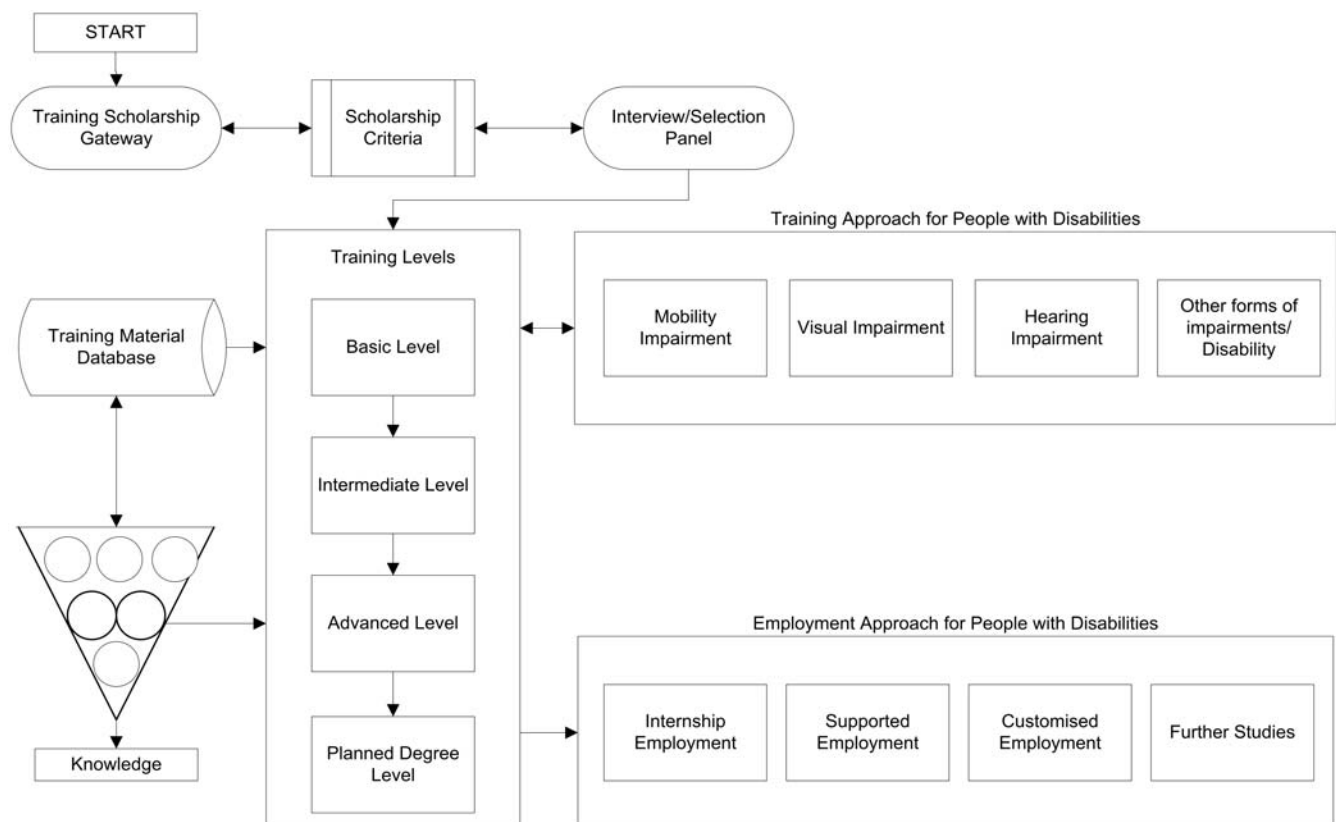 START
Training Scholarship
Gateway
Scholarship
Criteria
Interview/Selection
Panel
Training Approach for People with Disabilities
Training Levels
Mobility
Impairment
Visual Impairment
Hearing
Impairment
Other forms of
impairments/
Disability
Training Material
Database
Basic Level
Intermediate Level
Advanced Level
Employment Approach for People with Disabilities
Planned Degree
Level
Internship
Employment
Supported
Employment
Customised
Employment
Further Studies
Knowledge